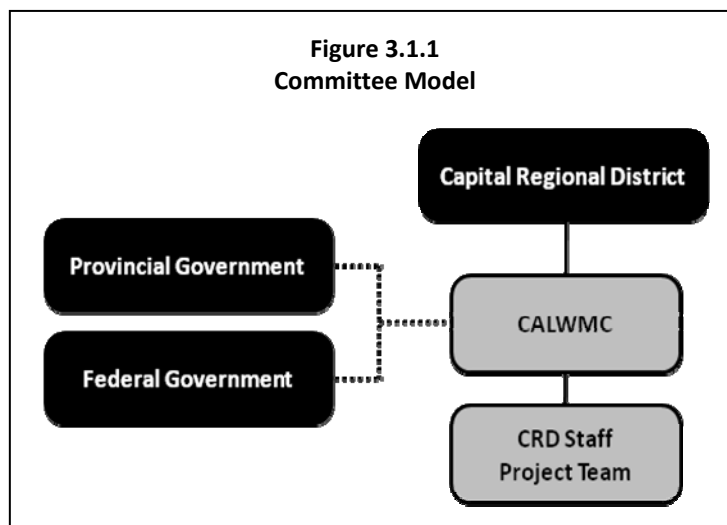 Figure 3.1.1
Committee Model
Capital Regional District
Provincial Government
CALWMC
Federal Government
CRD Staff
Project Team